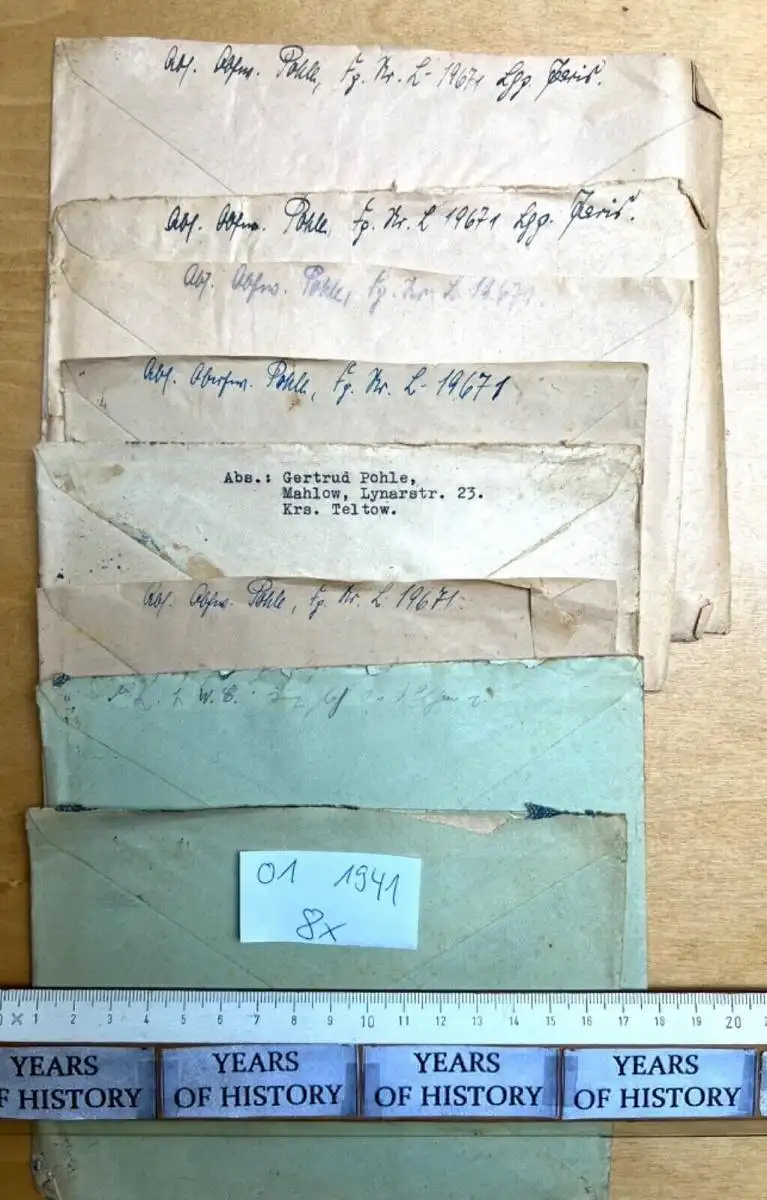 Abs. Obfw. Pohle, Fp. Nr. L-19671 Lgp. Paris.
Abs. Obfw. Pohle, Fp. Nr. L 19671 Lgp. Paris.
Abs. Obfw. Pohle, Fp. Nr. L 19671.
Abs. Oberfw. Pohle, Fp. Nr. L-19671
Abs.: Gertrud Pohle,
Mahlow, Lynarstr. 23.
Krs. Teltow.
Abs. Obfw. Pohle, Fp. Nr. L 19671.
01 1941
8x
0 1 2 3 4 5 6 7 8 9 10 11 12 13 14 15 16 17 18 19 20
YEARS YEARS YEARS YEARS
OF HISTORY OF HISTORY OF HISTORY OF HISTORY